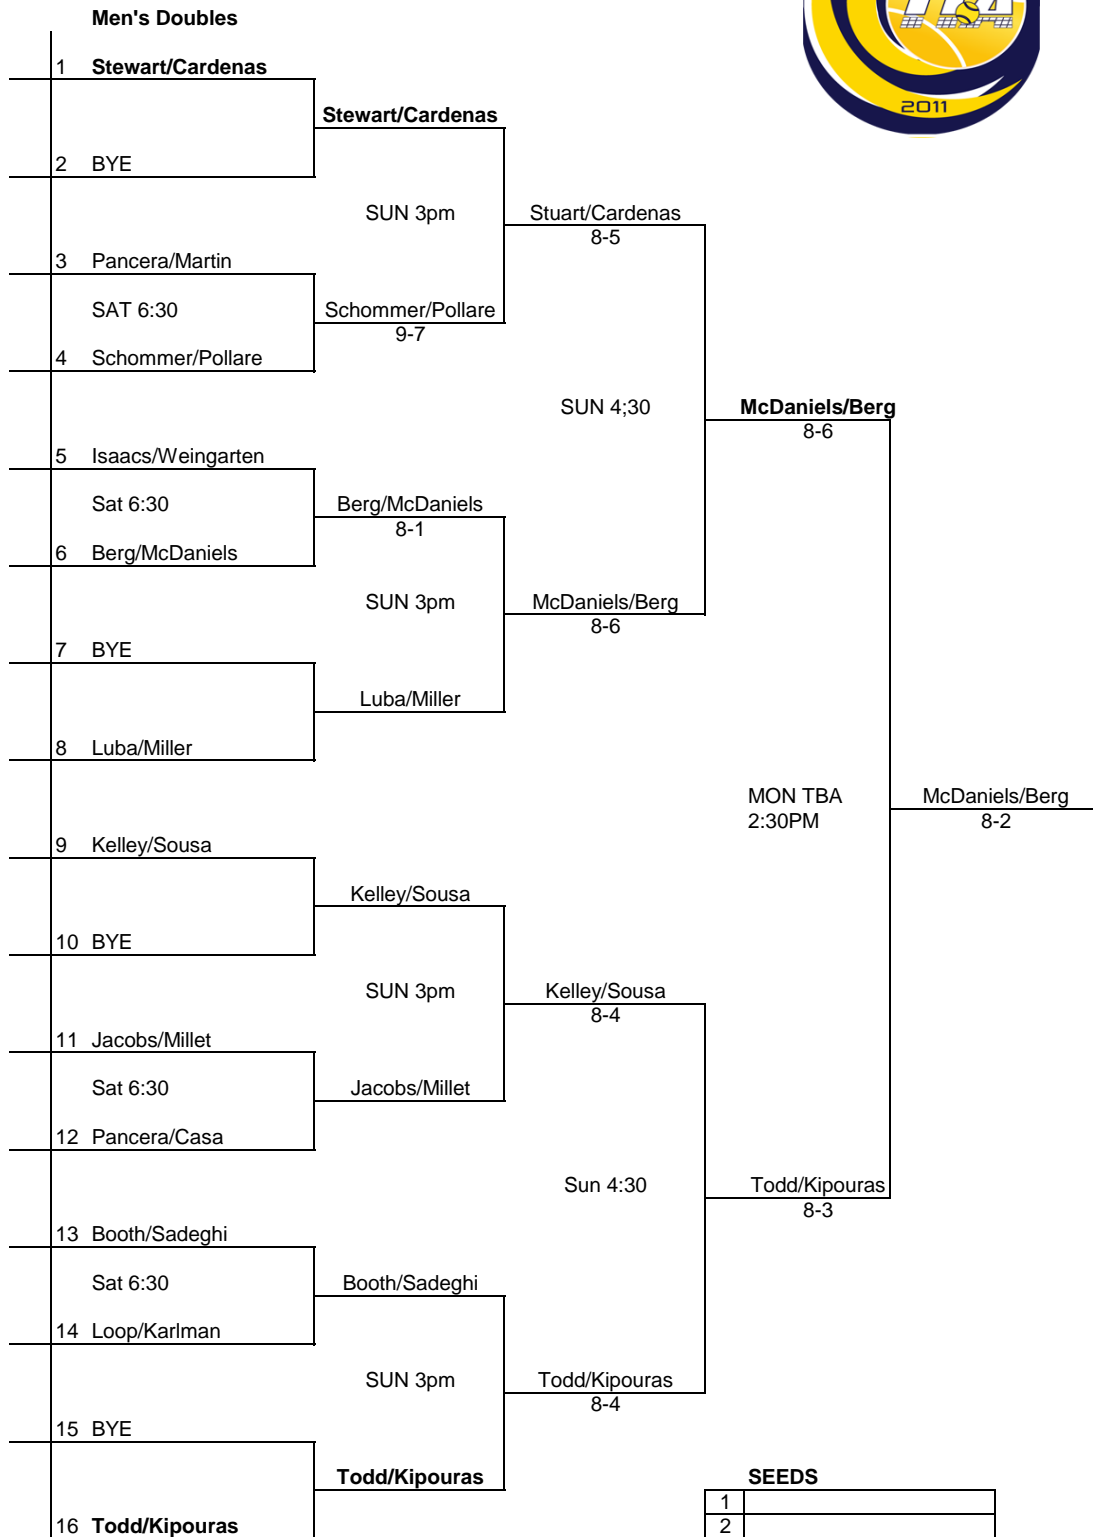 Men's Doubles
TBA
2011
1 Stewart/Cardenas
Stewart/Cardenas
2 BYE
SUN 3pm
Stuart/Cardenas
8-5
3 Pancera/Martin
SAT 6:30
Schommer/Pollare
9-7
4 Schommer/Pollare
SUN 4;30
McDaniels/Berg
8-6
5 Isaacs/Weingarten
Sat 6:30
Berg/McDaniels
8-1
6 Berg/McDaniels
SUN 3pm
McDaniels/Berg
8-6
7 BYE
Luba/Miller
8 Luba/Miller
MON TBA
2:30PM
McDaniels/Berg
8-2
9 Kelley/Sousa
Kelley/Sousa
10 BYE
SUN 3pm
Kelley/Sousa
8-4
11 Jacobs/Millet
Sat 6:30
Jacobs/Millet
12 Pancera/Casa
Sun 4:30
Todd/Kipouras
8-3
13 Booth/Sadeghi
Sat 6:30
Booth/Sadeghi
14 Loop/Karlman
SUN 3pm
Todd/Kipouras
8-4
15 BYE
Todd/Kipouras
SEEDS
1
16 Todd/Kipouras
2